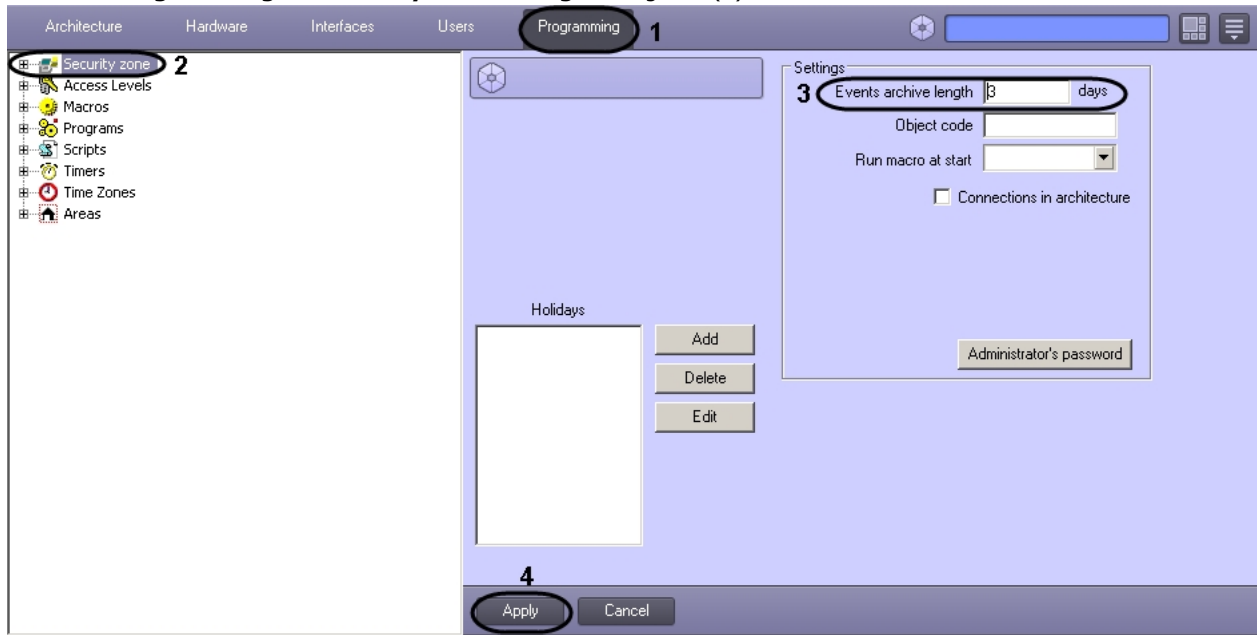 Architecture Hardware Interfaces Users Programming 1
Security zone 2
Access Levels
Macros
Programs
Scripts
Timers
Time Zones
Areas
Settings
3 Events archive length 3 days
Object code
Run macro at start
Connections in architecture
Administrator's password
Holidays
Add
Delete
Edit
4
Apply Cancel